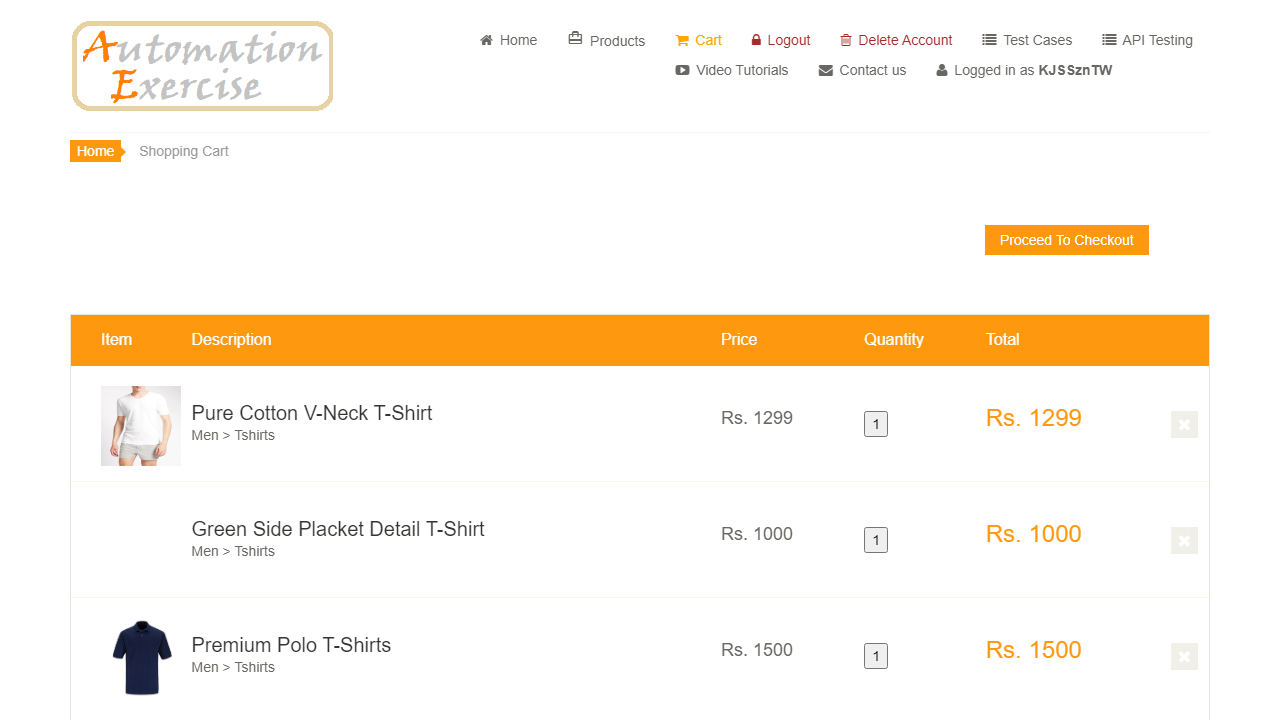 Automation
Exercise
Home
Products
Cart
Logout
Delete Account
Test Cases
API Testing
Video Tutorials
Contact us
Logged in as KJSSznTW
Home
Shopping Cart
Proceed To Checkout
Item Description Price Quantity Total
Pure Cotton V-Neck T-Shirt
Men > Tshirts
Rs. 1299
1
Rs. 1299
Green Side Placket Detail T-Shirt
Men > Tshirts
Rs. 1000
1
Rs. 1000
Premium Polo T-Shirts
Men > Tshirts
Rs. 1500
1
Rs. 1500